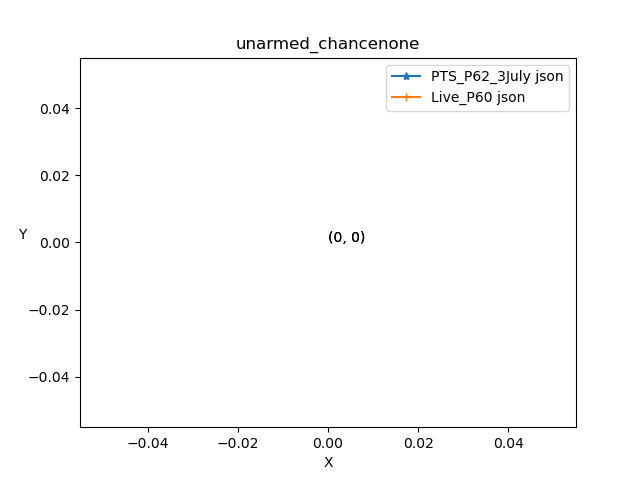 unarmed_chancenone
PTS_P62_3July json
Live_P60 json
0.04
0.02
Y
0.00
(0, 0)
−0.02
−0.04
−0.04 −0.02 0.00 0.02 0.04
X